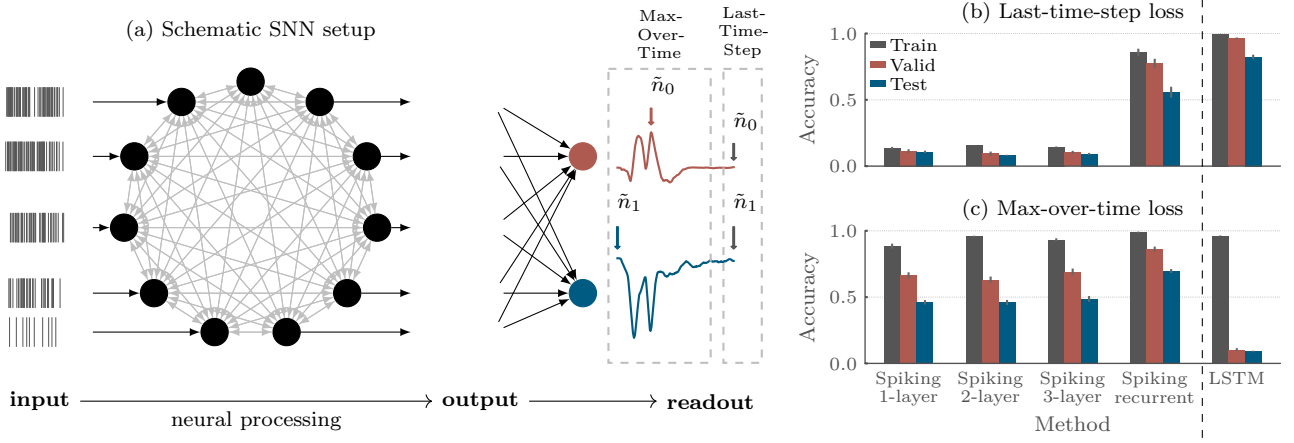 (a) Schematic SNN setup
Max-
Over-
Time-
Last-
Time-
Step-
ñ₀
ñ₀
ñ₁
ñ₁
input
neural processing
output
readout
(b) Last-time-step loss
Accuracy
1.0
0.5
0.0
Train
Valid
Test
(c) Max-over-time loss
Accuracy
1.0
0.5
0.0
Spiking
1-layer
Spiking
2-layer
Spiking
3-layer
Spiking
recurrent
LSTM
Method